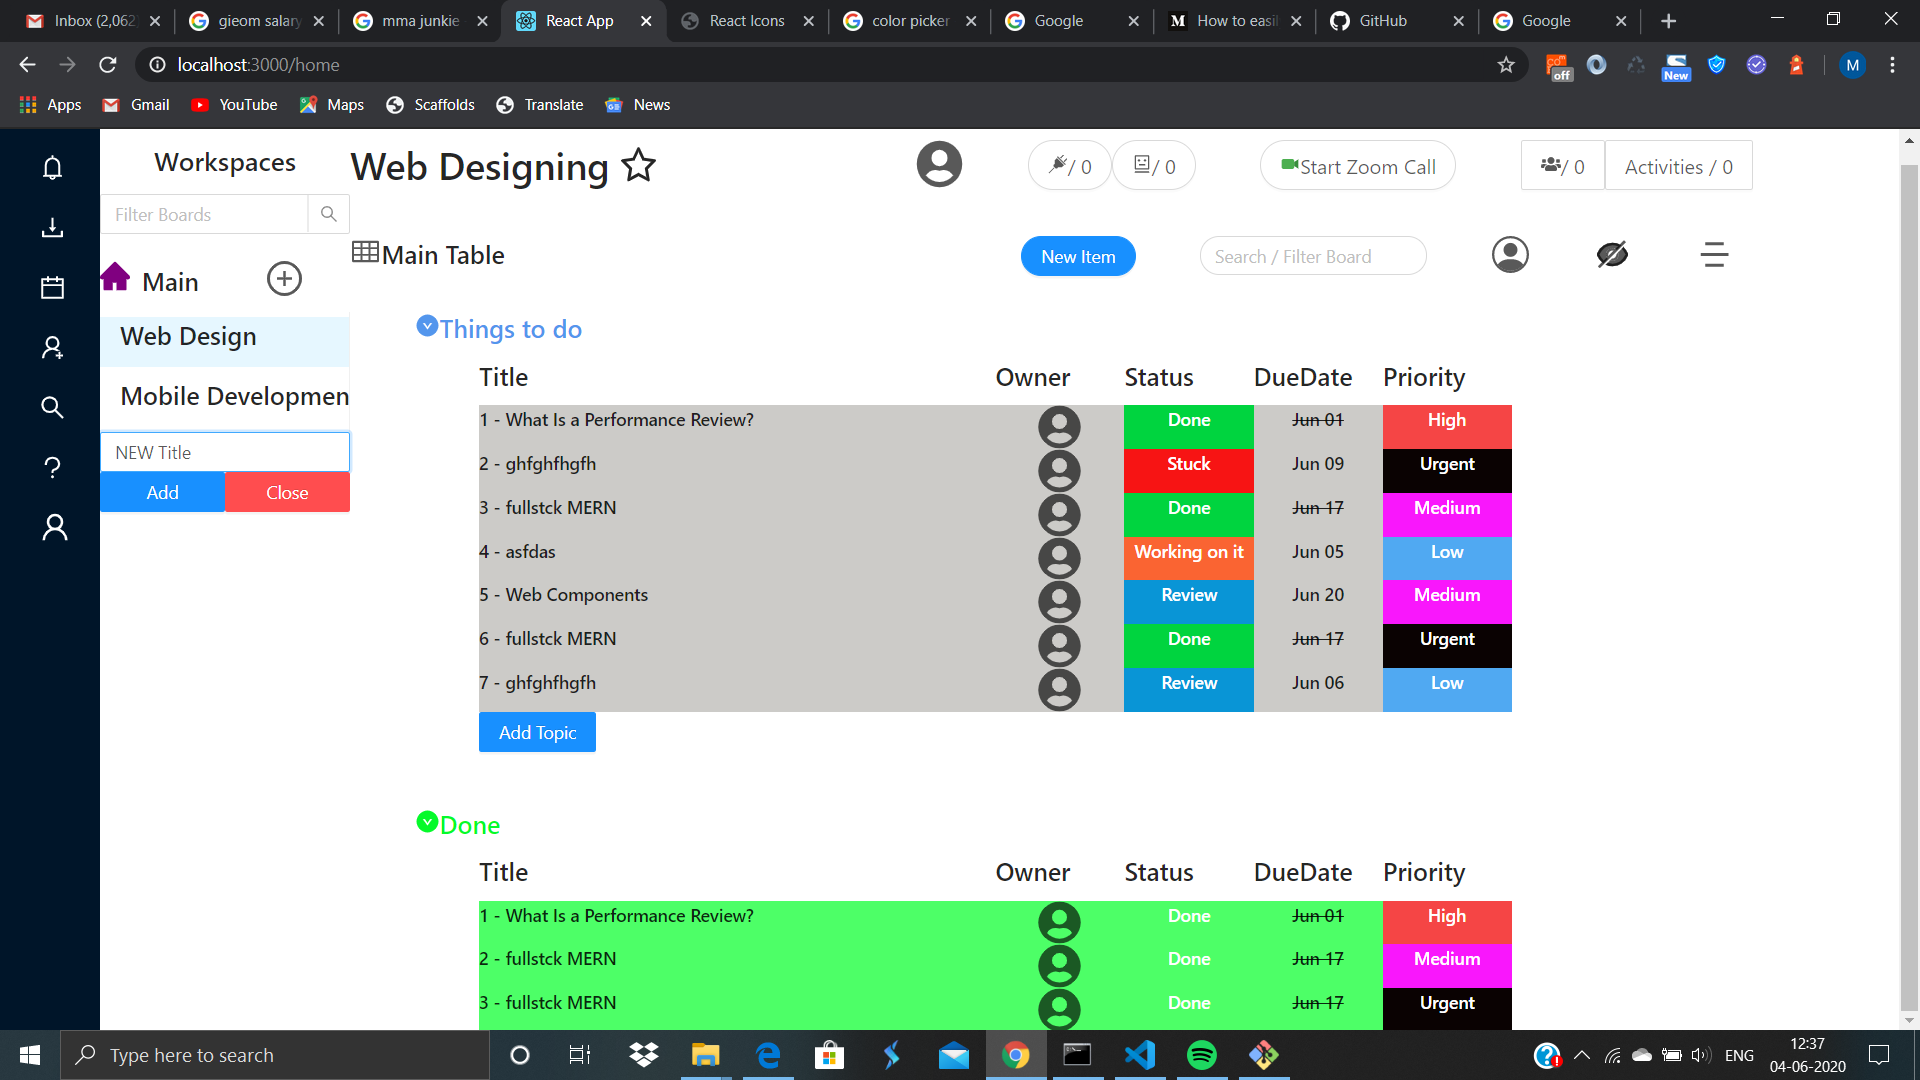 Inbox (2,062
gieom salary
mma junkie
React App
React Icons
color picker
Google
How to easil
GitHub
Google
localhost:3000/home
off
New
M
Apps
Gmail
YouTube
Maps
Scaffolds
Translate
News
Workspaces
Filter Boards
Main
Web Design
Mobile Developmen
NEW Title
Add Close
Web Designing
/ 0
/ 0
Start Zoom Call
/ 0
Activities / 0
Main Table
New Item
Search / Filter Board
Things to do
Title Owner Status DueDate Priority
1 - What Is a Performance Review? Done Jun 01 High
2 - ghfghfhgfh Stuck Jun 09 Urgent
3 - fullstck MERN Done Jun 17 Medium
4 - asfdas Working on it Jun 05 Low
5 - Web Components Review Jun 20 Medium
6 - fullstck MERN Done Jun 17 Urgent
7 - ghfghfhgfh Review Jun 06 Low
Add Topic
Done
Title Owner Status DueDate Priority
1 - What Is a Performance Review? Done Jun 01 High
2 - fullstck MERN Done Jun 17 Medium
3 - fullstck MERN Done Jun 17 Urgent
Type here to search
ENG
12:37
04-06-2020